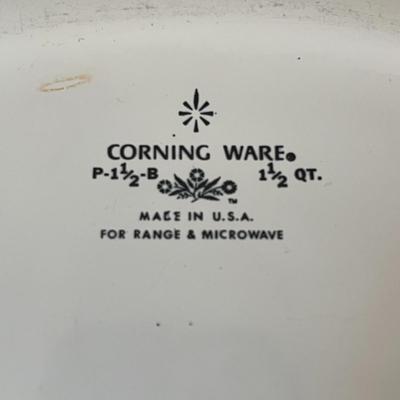 CORNING WARE®
P-1½-B 1½ QT.
TM
MADE IN U.S.A.
FOR RANGE & MICROWAVE